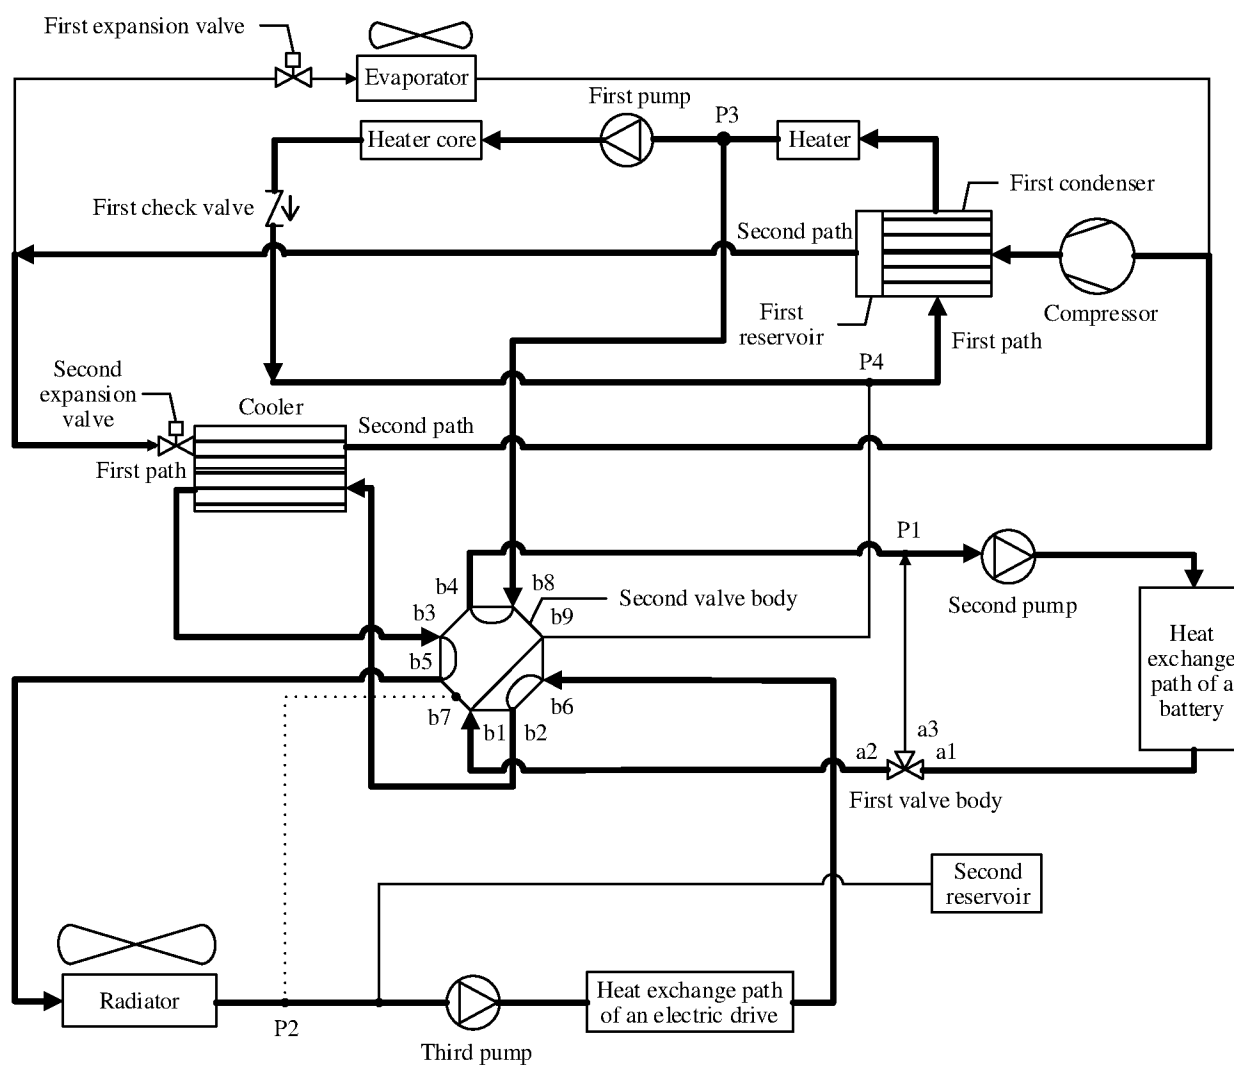 First expansion valve
Evaporator
First pump
P3
Heater core
Heater
First condenser
First check valve
Second path
First
reservoir
Compressor
First path
P4
Second
expansion
valve
Cooler
Second path
First path
P1
b4
b8
Second valve body
Second pump
b3
b9
Heat
exchange
path of a
battery
b5
b6
b7
b1
b2
a3
a2
a1
First valve body
Second
reservoir
Radiator
Heat exchange path
of an electric drive
P2
Third pump